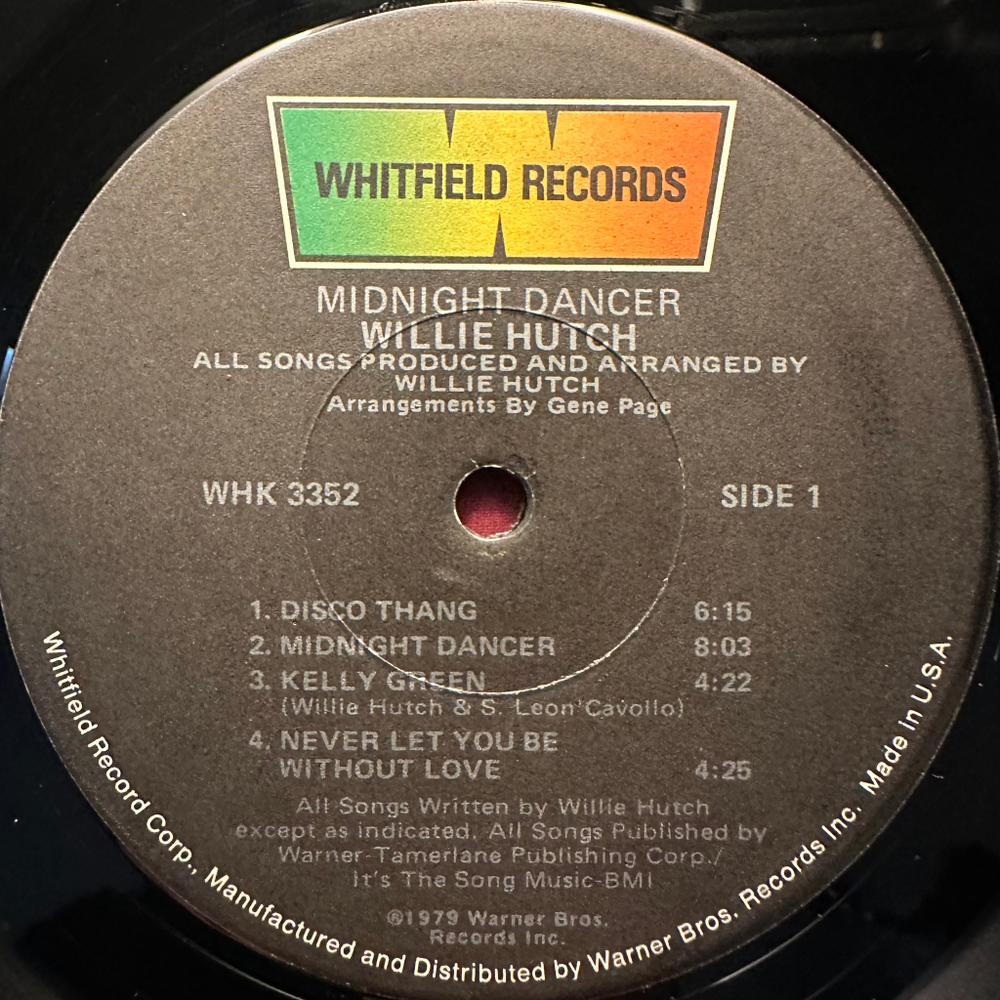 WHITFIELD RECORDS
MIDNIGHT DANCER
WILLIE HUTCH
ALL SONGS PRODUCED AND ARRANGED BY
WILLIE HUTCH
Arrangements By Gene Page
WHK 3352
SIDE 1
1. DISCO THANG 6:15
2. MIDNIGHT DANCER 8:03
3. KELLY GREEN 4:22
(Willie Hutch & S. Leon'Cavollo)
4. NEVER LET YOU BE
WITHOUT LOVE 4:25
All Songs Written by Willie Hutch
except as indicated. All Songs Published by
Warner-Tamerlane Publishing Corp./
It's The Song Music-BMI
℗1979 Warner Bros.
Records Inc.
Whitfield Record Corp., Manufactured and Distributed by Warner Bros. Records Inc. Made in U.S.A.